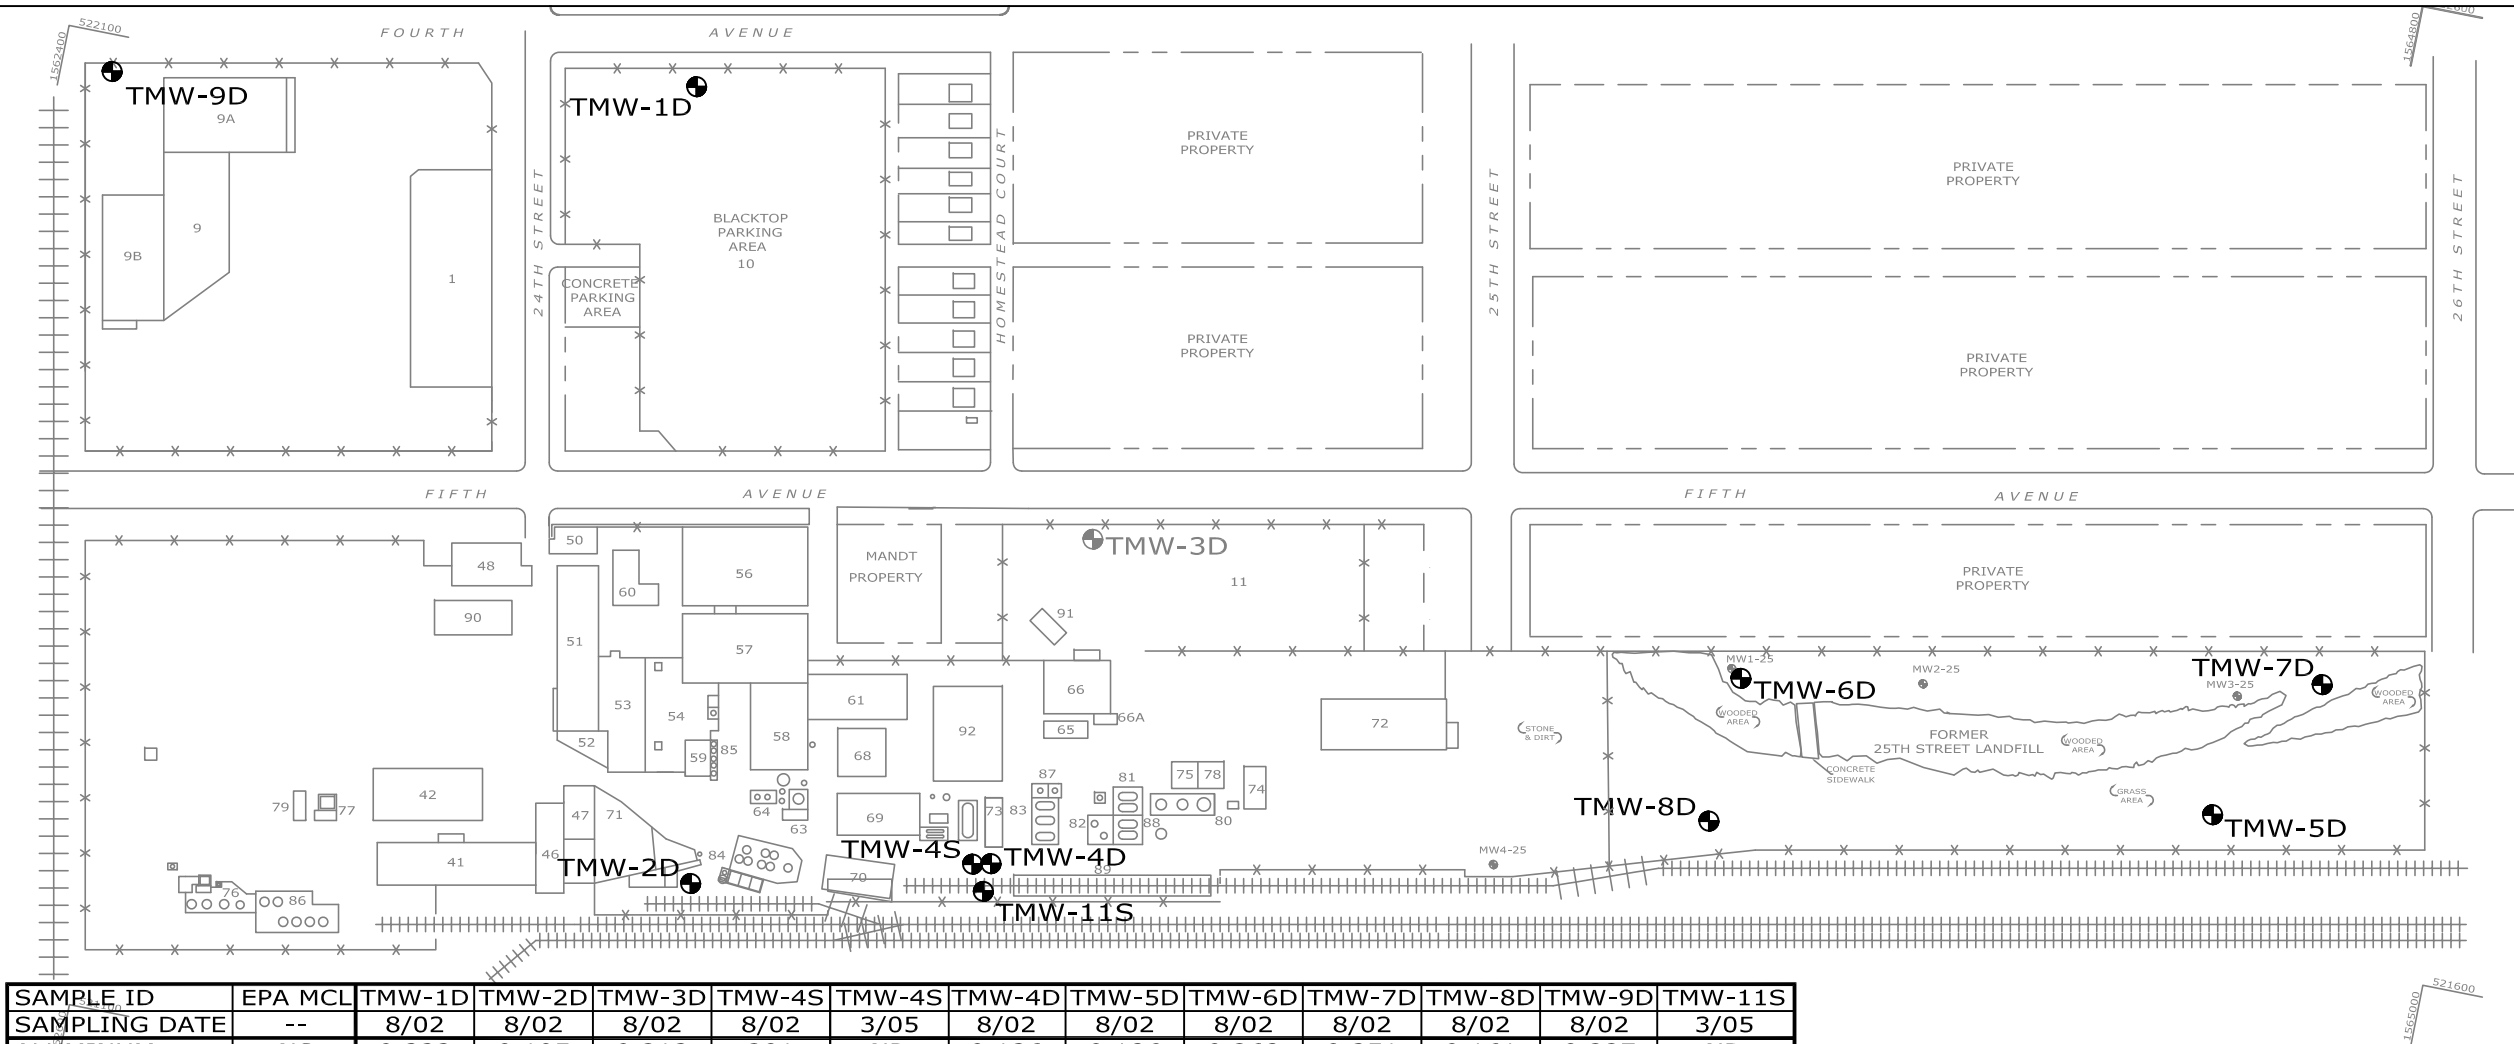 522100
1562400
FOURTH AVENUE
1564800
TMW-9D
9A
TMW-1D
9
9B
1
24TH STREET
BLACKTOP
PARKING
AREA
10
CONCRETE
PARKING
AREA
HOMESTEAD COURT
PRIVATE
PROPERTY
PRIVATE
PROPERTY
25TH STREET
PRIVATE
PROPERTY
PRIVATE
PROPERTY
26TH STREET
FIFTH AVENUE
FIFTH AVENUE
48
90
50
60
56
51
57
53
54
52
59
85
58
MANDT
PROPERTY
TMW-3D
11
91
61
66
66A
65
68
92
72
PRIVATE
PROPERTY
MW1-25
TMW-6D
MW2-25
TMW-7D
MW3-25
WOODED
AREA
WOODED
AREA
STONE
& DIRT
FORMER
25TH STREET LANDFILL
WOODED
AREA
CONCRETE
SIDEWALK
GRASS
AREA
TMW-8D
TMW-5D
MW4-25
79
77
42
47
71
41
46
TMW-2D
84
76
86
64
63
69
73
83
87
81
82
88
75
78
80
74
TMW-4S
TMW-4D
70
89
TMW-11S
521600
1565000
SAMPLE ID EPA MCL TMW-1D TMW-2D TMW-3D TMW-4S TMW-4S TMW-4D TMW-5D TMW-6D TMW-7D TMW-8D TMW-9D TMW-11S
SAMPLING DATE -- 8/02 8/02 8/02 8/02 3/05 8/02 8/02 8/02 8/02 8/02 8/02 3/05